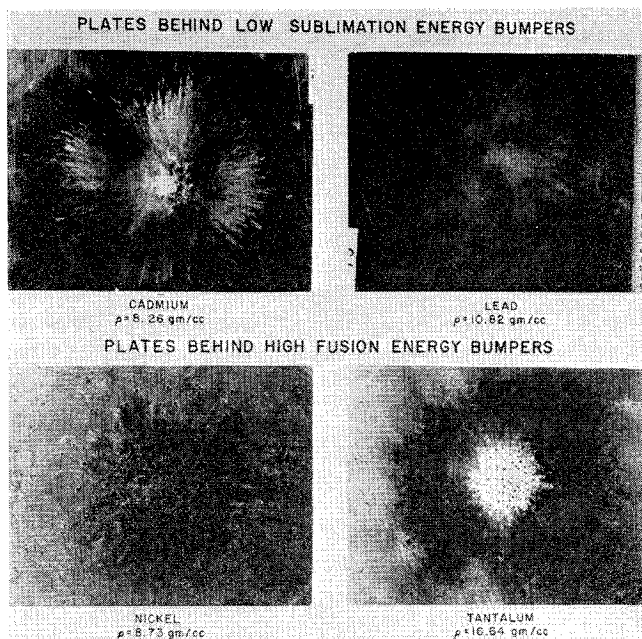 PLATES BEHIND LOW SUBLIMATION ENERGY BUMPERS
CADMIUM
ρ=8.26 gm/cc
LEAD
ρ=10.82 gm/cc
PLATES BEHIND HIGH FUSION ENERGY BUMPERS
NICKEL
ρ=8.73 gm/cc
TANTALUM
ρ=16.64 gm/cc